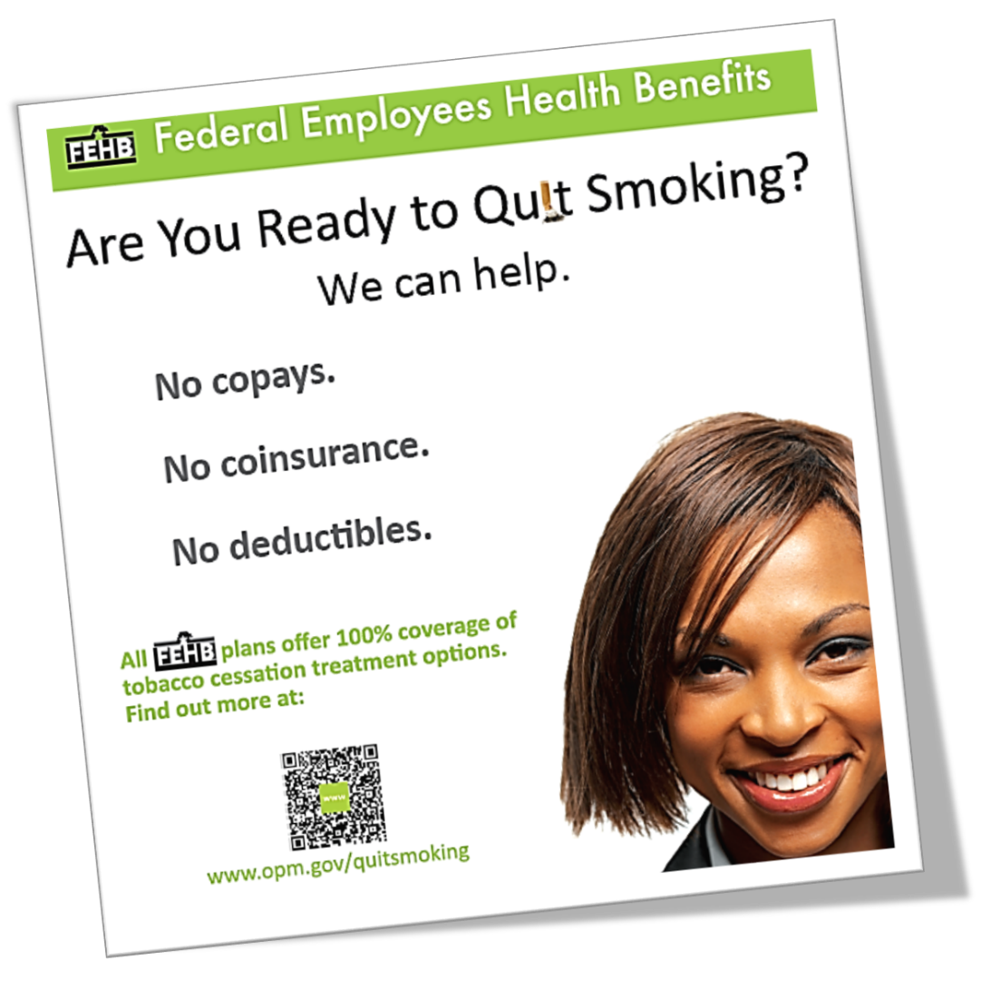 FEHB Federal Employees Health Benefits
Are You Ready to Quit Smoking?
We can help.
No copays.
No coinsurance.
No deductibles.
All FEHB plans offer 100% coverage of
tobacco cessation treatment options.
Find out more at:
www
www.opm.gov/quitsmoking